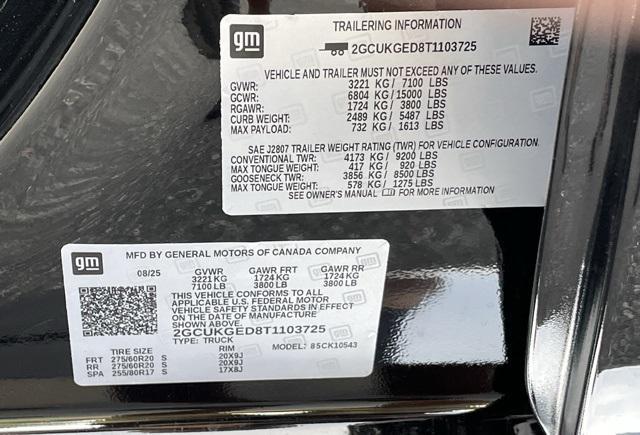 gm
TRAILERING INFORMATION
2GCUKGED8T1103725
VEHICLE AND TRAILER MUST NOT EXCEED ANY OF THESE VALUES.
GVWR: 3221 KG / 7100 LBS
GCWR: 6804 KG / 15000 LBS
RGAWR: 1724 KG / 3800 LBS
CURB WEIGHT: 2489 KG / 5487 LBS
MAX PAYLOAD: 732 KG / 1613 LBS
SAE J2807 TRAILER WEIGHT RATING (TWR) FOR VEHICLE CONFIGURATION.
CONVENTIONAL TWR: 4173 KG / 9200 LBS
MAX TONGUE WEIGHT: 417 KG / 920 LBS
GOOSENECK TWR: 3856 KG / 8500 LBS
MAX TONGUE WEIGHT: 578 KG / 1275 LBS
SEE OWNER'S MANUAL FOR MORE INFORMATION
gm
MFD BY GENERAL MOTORS OF CANADA COMPANY
08/25 GVWR GAWR FRT GAWR RR
3221 KG 1724 KG 1724 KG
7100 LB 3800 LB 3800 LB
THIS VEHICLE CONFORMS TO ALL
APPLICABLE U.S. FEDERAL MOTOR
VEHICLE SAFETY STANDARDS IN EFFECT
ON THE DATE OF MANUFACTURE
SHOWN ABOVE.
2GCUKGED8T1103725
TYPE: TRUCK MODEL: 85CK10543
TIRE SIZE RIM
FRT 275/60R20 S 20X9J
RR 275/60R20 S 20X9J
SPA 255/80R17 S 17X8J